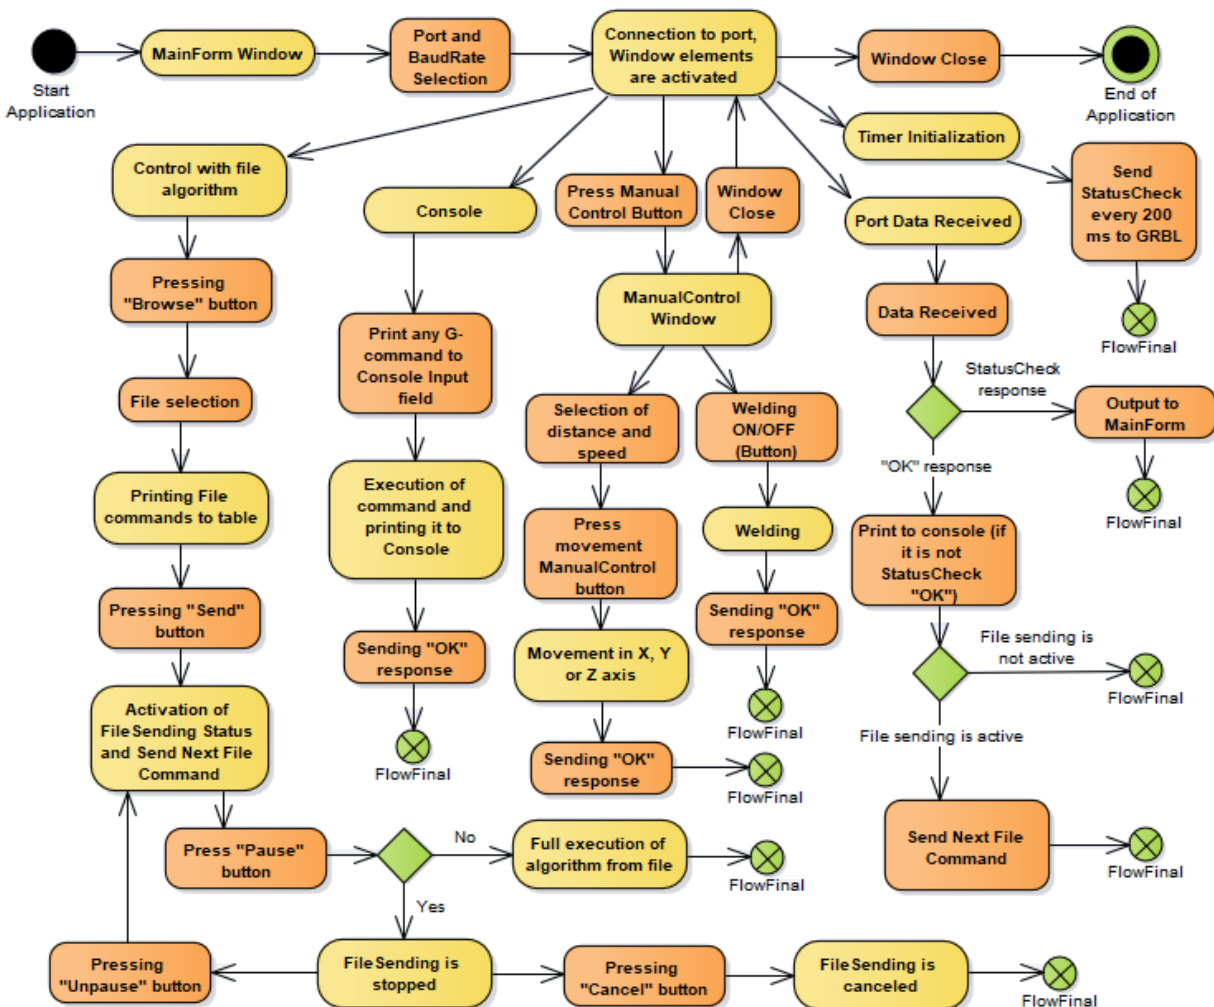 Start
Application
MainForm Window
Port and
BaudRate
Selection
Connection to port,
Window elements
are activated
Window Close
End of
Application
Timer Initialization
Send
StatusCheck
every 200
ms to GRBL
FlowFinal
Control with file
algorithm
Pressing
"Browse" button
File selection
Printing File
commands to table
Pressing "Send"
button
Activation of
FileSending Status
and Send Next File
Command
Press "Pause"
button
No
Full execution of
algorithm from file
FlowFinal
Yes
FileSending is
stopped
Pressing
"Unpause" button
Pressing
"Cancel" button
FileSending is
canceled
FlowFinal
Console
Print any G-
command to
Console Input
field
Execution of
command and
printing it to
Console
Sending "OK"
response
FlowFinal
Press Manual
Control Button
Window
Close
ManualControl
Window
Selection of
distance and
speed
Press
movement
ManualControl
button
Movement in X, Y
or Z axis
Sending "OK"
response
FlowFinal
Welding
ON/OFF
(Button)
Welding
Sending "OK"
response
FlowFinal
Port Data Received
Data Received
StatusCheck
response
Output to
MainForm
FlowFinal
"OK" response
Print to console (if
it is not
StatusCheck
"OK")
File sending is
not active
FlowFinal
File sending is active
Send Next File
Command
FlowFinal